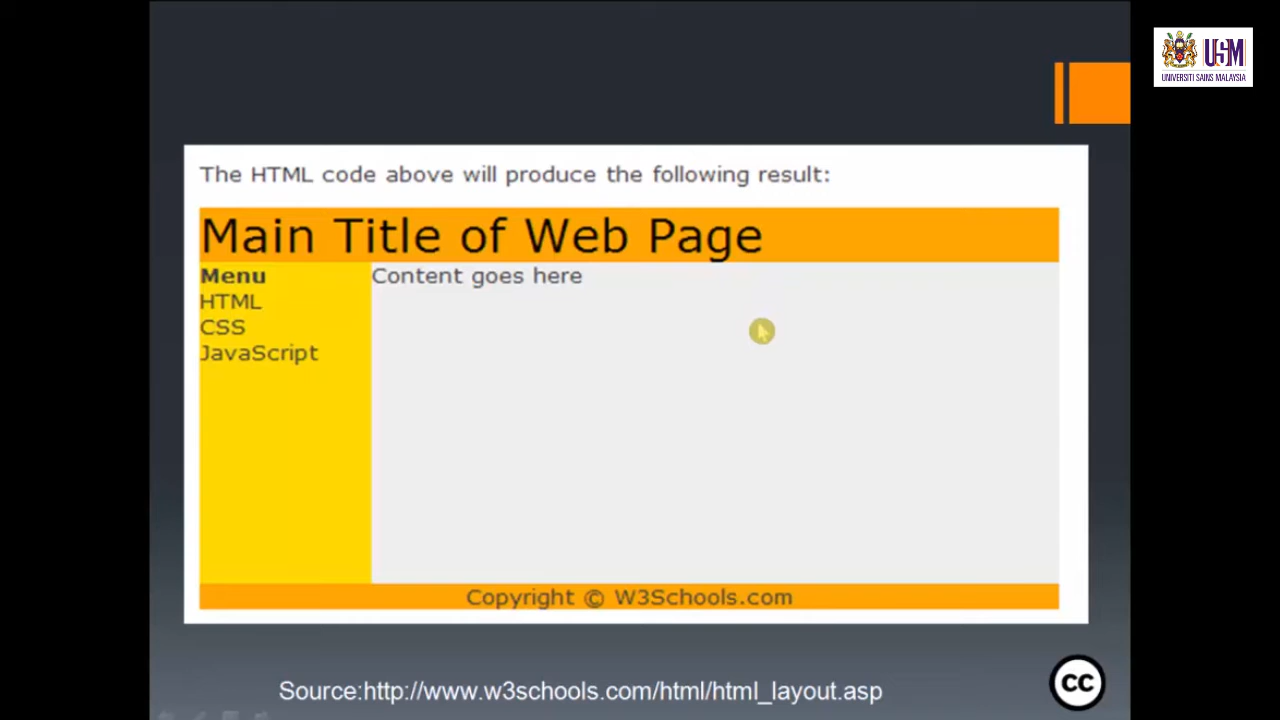 USM
UNIVERSITI SAINS MALAYSIA
The HTML code above will produce the following result:
Main Title of Web Page
Menu
Content goes here
HTML
CSS
JavaScript
Copyright © W3Schools.com
Source:http://www.w3schools.com/html/html_layout.asp
cc